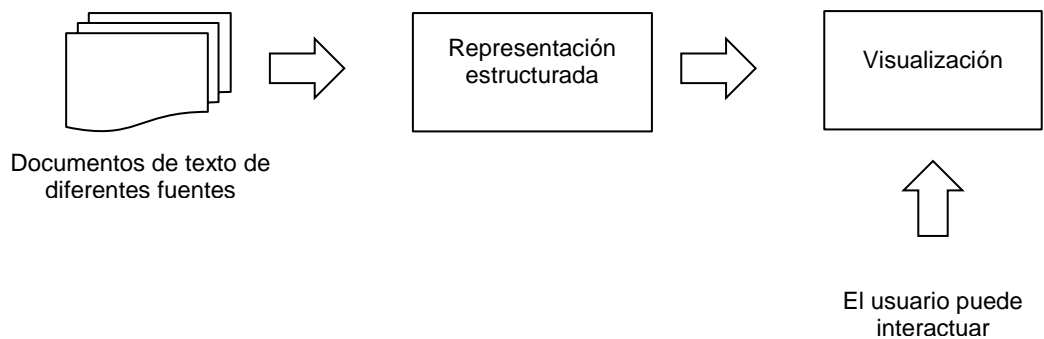 Representación
estructurada
Visualización
Documentos de texto de
diferentes fuentes
El usuario puede
interactuar